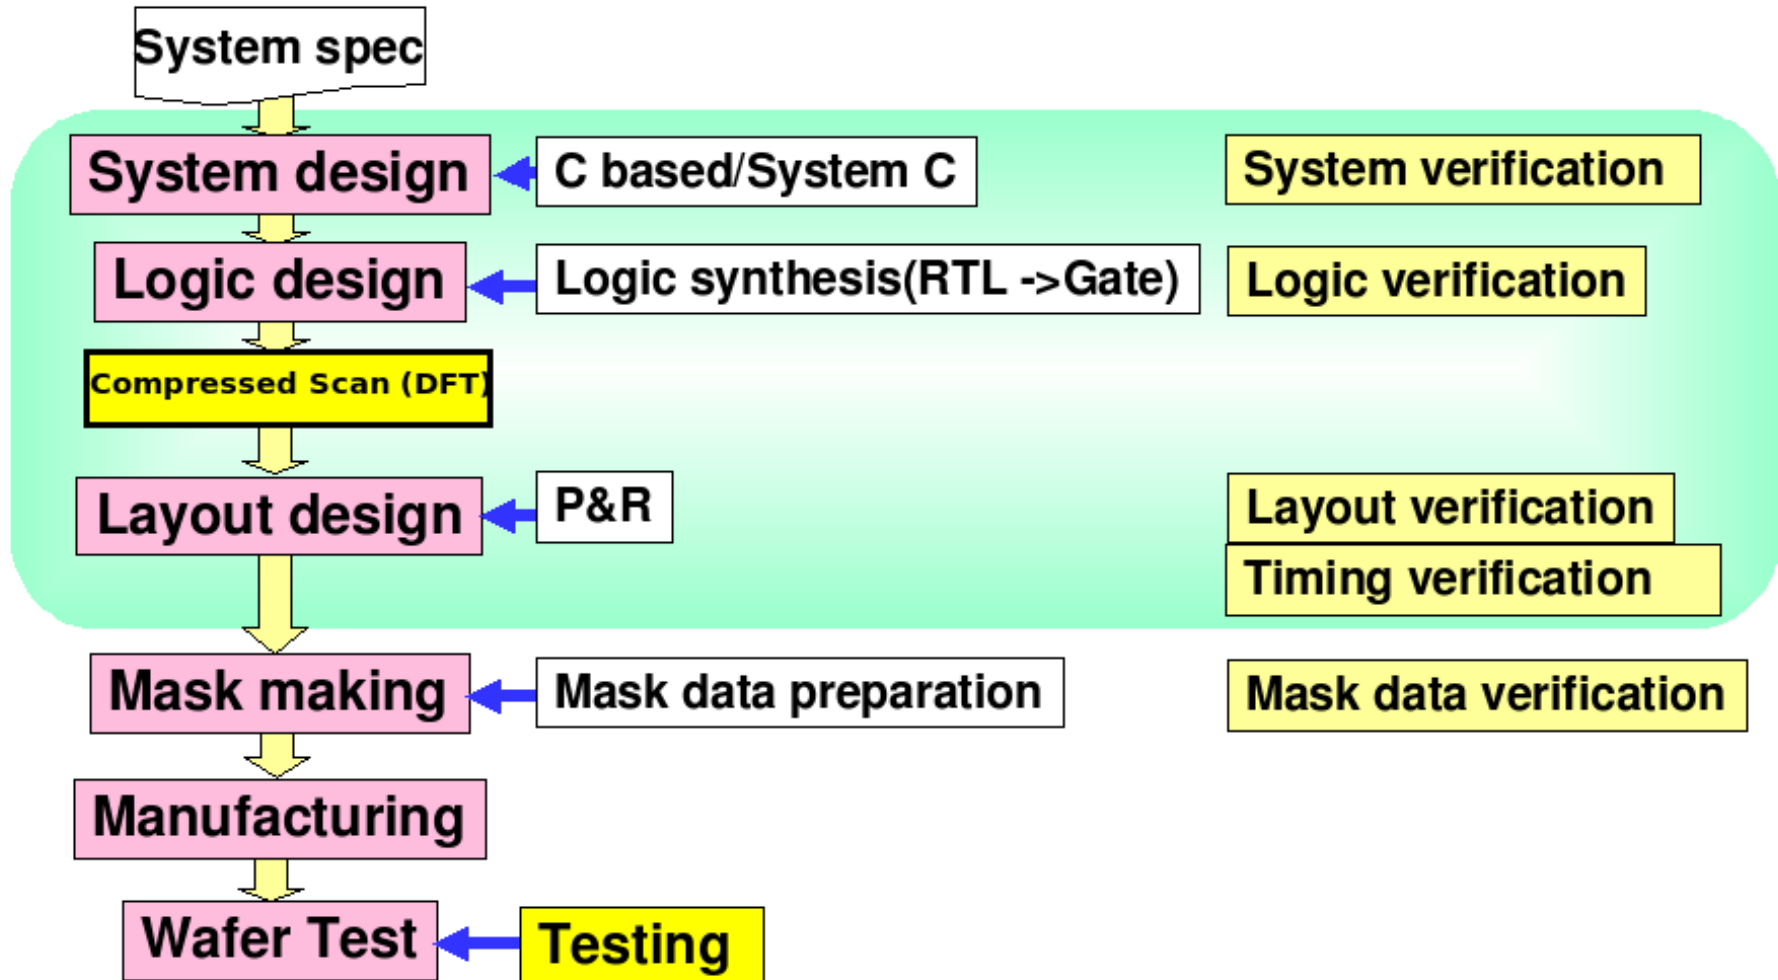 System spec
System design
C based/System C
System verification
Logic design
Logic synthesis(RTL ->Gate)
Logic verification
Compressed Scan (DFT)
Layout design
P&R
Layout verification
Timing verification
Mask making
Mask data preparation
Mask data verification
Manufacturing
Wafer Test
Testing